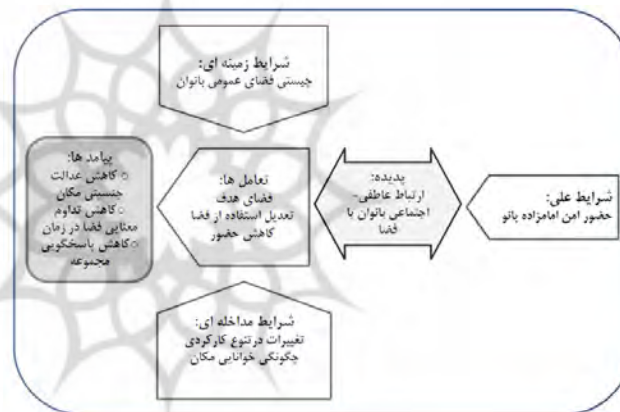 شرایط زمینه ای:
چیستی فضای عمومی بانوان
شرایط علی:
حضور امن امامزاده بانو
پدیده:
ارتباط عاطفی-
اجتماعی بانوان با
فضا
تعامل ها:
فضای هدف
تعدیل استفاده از فضا
کاهش حضور
پیامد ها:
○ کاهش عدالت
جنسیتی مکان
○ کاهش تداوم
معنایی فضا در زمان
○ کاهش پاسخگویی
مجموعه
شرایط مداخله ای:
تغییرات در تنوع کارکردی
چگونگی خوانایی مکان